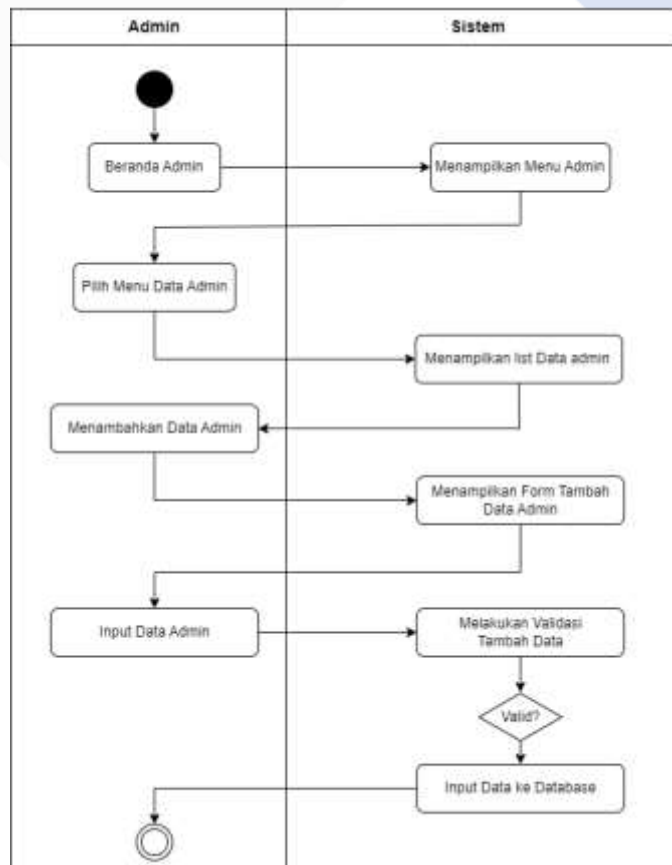 Admin
Sistem
Beranda Admin
Menampilkan Menu Admin
Pilih Menu Data Admin
Menampilkan list Data admin
Menambahkan Data Admin
Menampilkan Form Tambah
Data Admin
Input Data Admin
Melakukan Validasi
Tambah Data
Valid?
Input Data ke Database